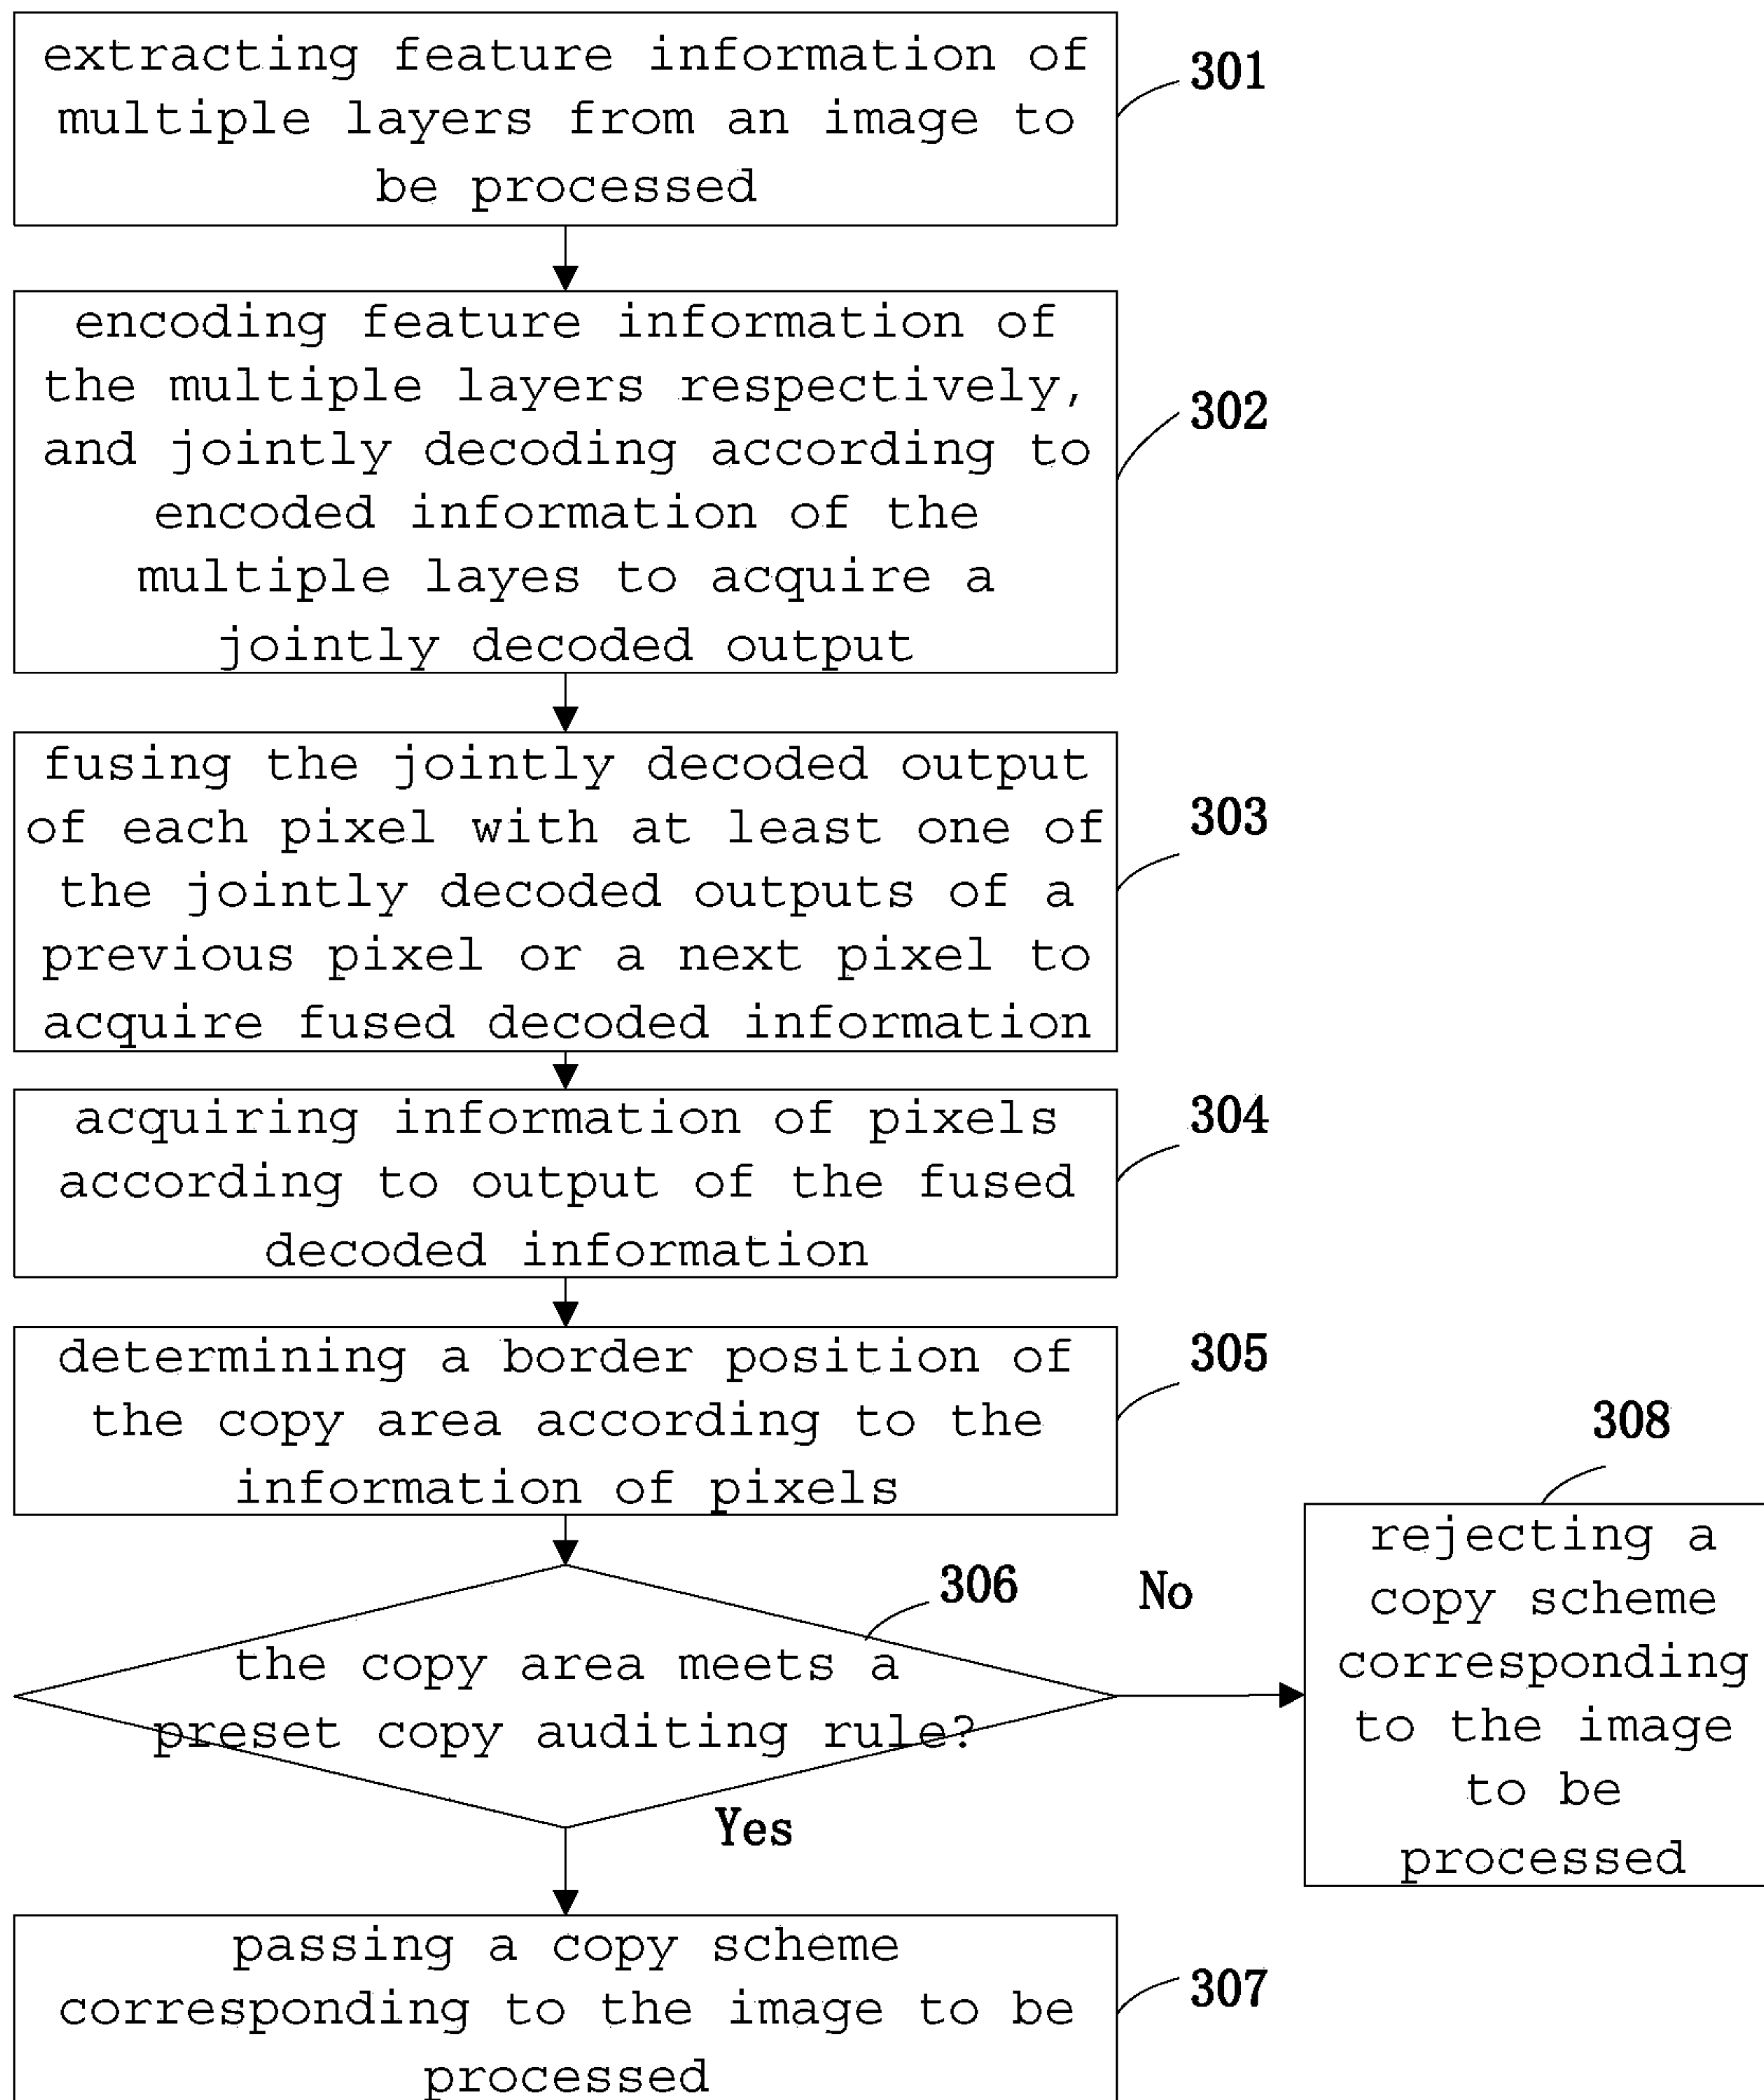 extracting feature information of
multiple layers from an image to
be processed
301
encoding feature information of
the multiple layers respectively,
and jointly decoding according to
encoded information of the
multiple layes to acquire a
jointly decoded output
302
fusing the jointly decoded output
of each pixel with at least one of
the jointly decoded outputs of a
previous pixel or a next pixel to
acquire fused decoded information
303
acquiring information of pixels
according to output of the fused
decoded information
304
determining a border position of
the copy area according to the
information of pixels
305
the copy area meets a
preset copy auditing rule?
306
No
Yes
rejecting a
copy scheme
corresponding
to the image
to be
processed
308
passing a copy scheme
corresponding to the image to be
processed
307